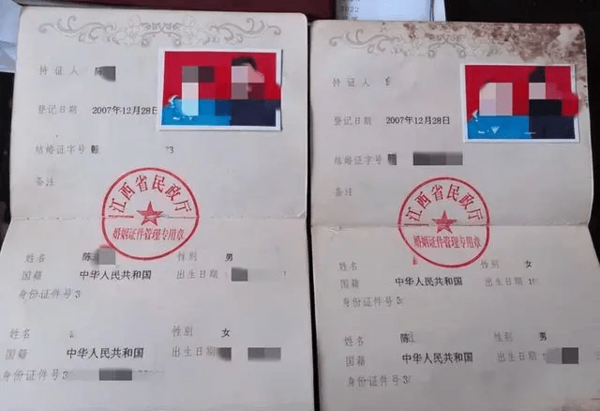 持证人 陈
登记日期 2007年12月28日
结婚证字号 3
备注
江西省民政厅
婚姻证件管理专用章
姓名 陈 性别 男
国籍 中华人民共和国 出生日期
身份证件号 3
姓名 性别 女
国籍 中华人民共和国 出生日期
身份证件号 3
持证人
登记日期 2007年12月28日
结婚证字号
备注
江西省民政厅
婚姻证件管理专用章
姓名 性别 女
国籍 中华人民共和国 出生日期 1
身份证件号 3
姓名 陈 性别 男
国籍 中华人民共和国 出生日期
身份证件号 3